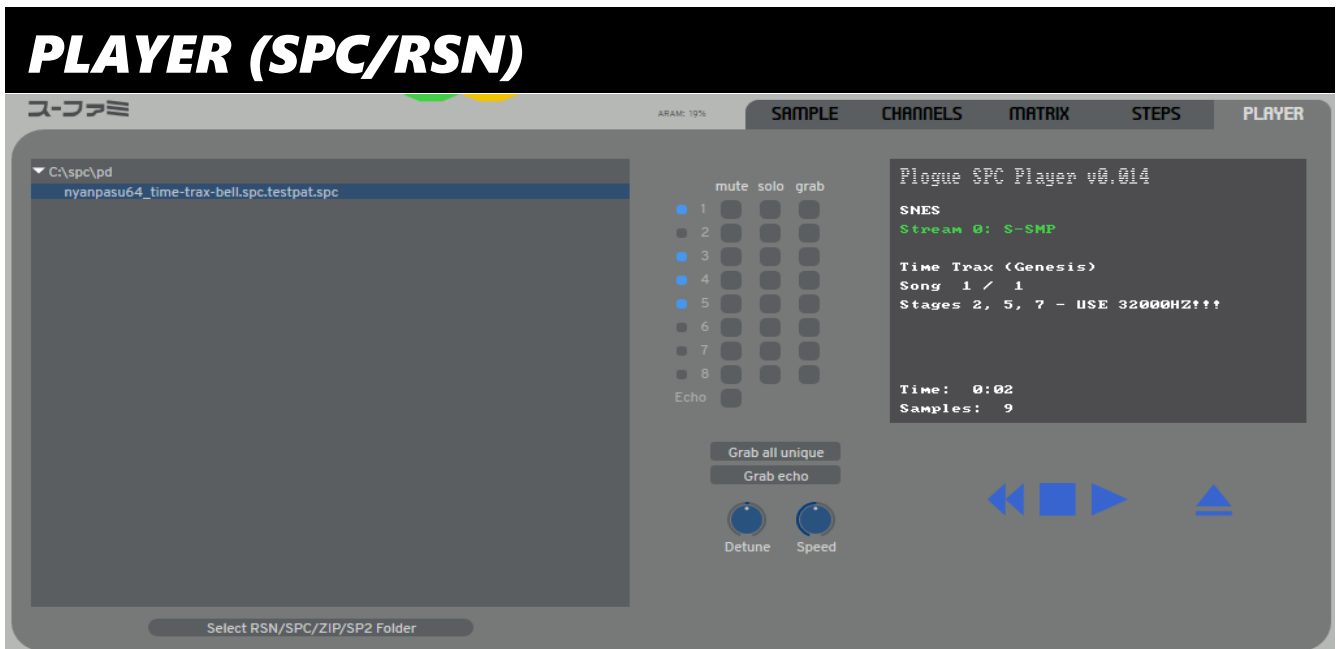 PLAYER (SPC/RSN)
スーファミ
ARAM: 19%
SAMPLE CHANNELS MATRIX STEPS PLAYER
C:\spc\pd
nyanpasu64_time-trax-bell.spc.testpat.spc
mute solo grab
1
2
3
4
5
6
7
8
Echo
Grab all unique
Grab echo
Detune Speed
Select RSN/SPC/ZIP/SP2 Folder
Plogue SPC Player v0.014
SNES
Stream 0: S-SMP
Time Trax (Genesis)
Song 1 / 1
Stages 2, 5, 7 - USE 32000HZ!!!
Time: 0:02
Samples: 9